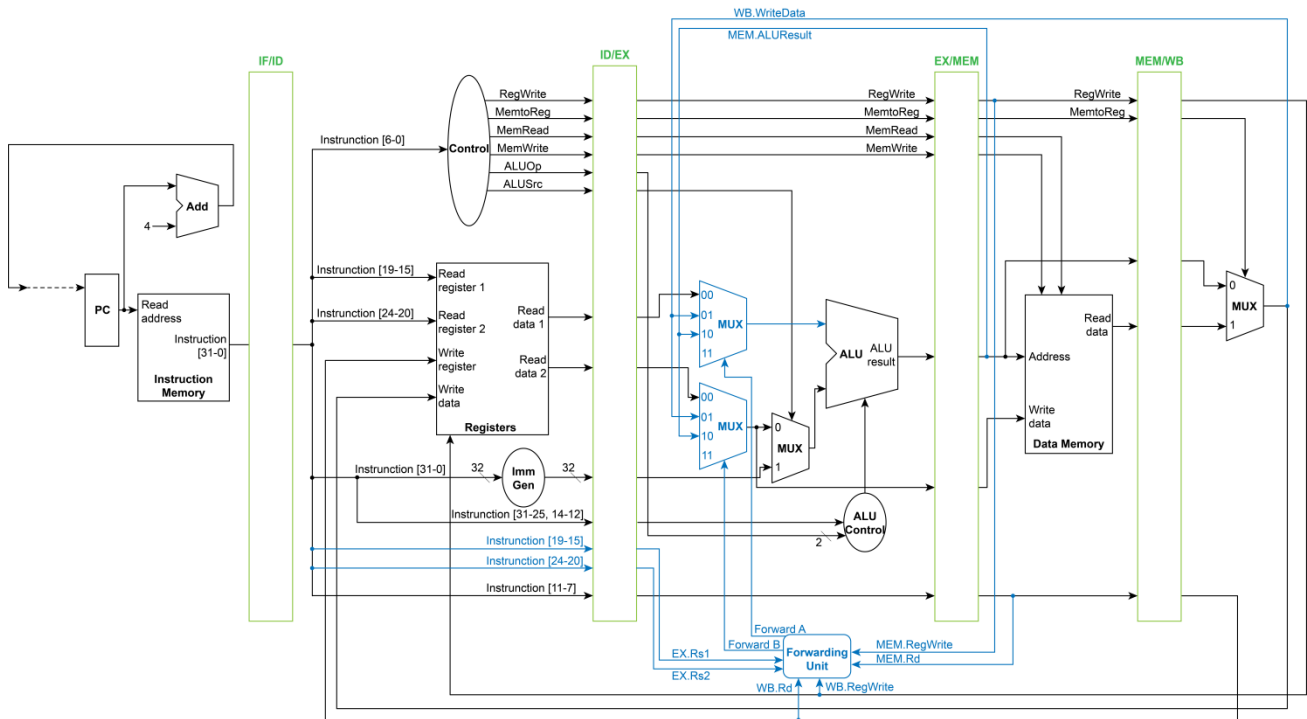 WB.WriteData
MEM.ALUResult
IF/ID
ID/EX
EX/MEM
MEM/WB
RegWrite
MemtoReg
MemRead
MemWrite
ALUOp
ALUSrc
RegWrite
MemtoReg
MemRead
MemWrite
RegWrite
MemtoReg
Control
Instrunction [6-0]
Add
4
PC
Read
address
Instruction
[31-0]
Instruction
Memory
Instrunction [19-15]
Instrunction [24-20]
Read
register 1
Read
register 2
Write
register
Write
data
Read
data 1
Read
data 2
Registers
00
01
10
11
MUX
00
01
10
11
MUX
0
1
MUX
ALU
ALU
result
Address
Write
data
Read
data
Data Memory
0
1
MUX
Instrunction [31-0]
32
Imm
Gen
32
Instrunction [31-25, 14-12]
2
ALU
Control
Instrunction [19-15]
Instrunction [24-20]
Instrunction [11-7]
Forward A
Forward B
EX.Rs1
EX.Rs2
Forwarding
Unit
MEM.RegWrite
MEM.Rd
WB.Rd
WB.RegWrite